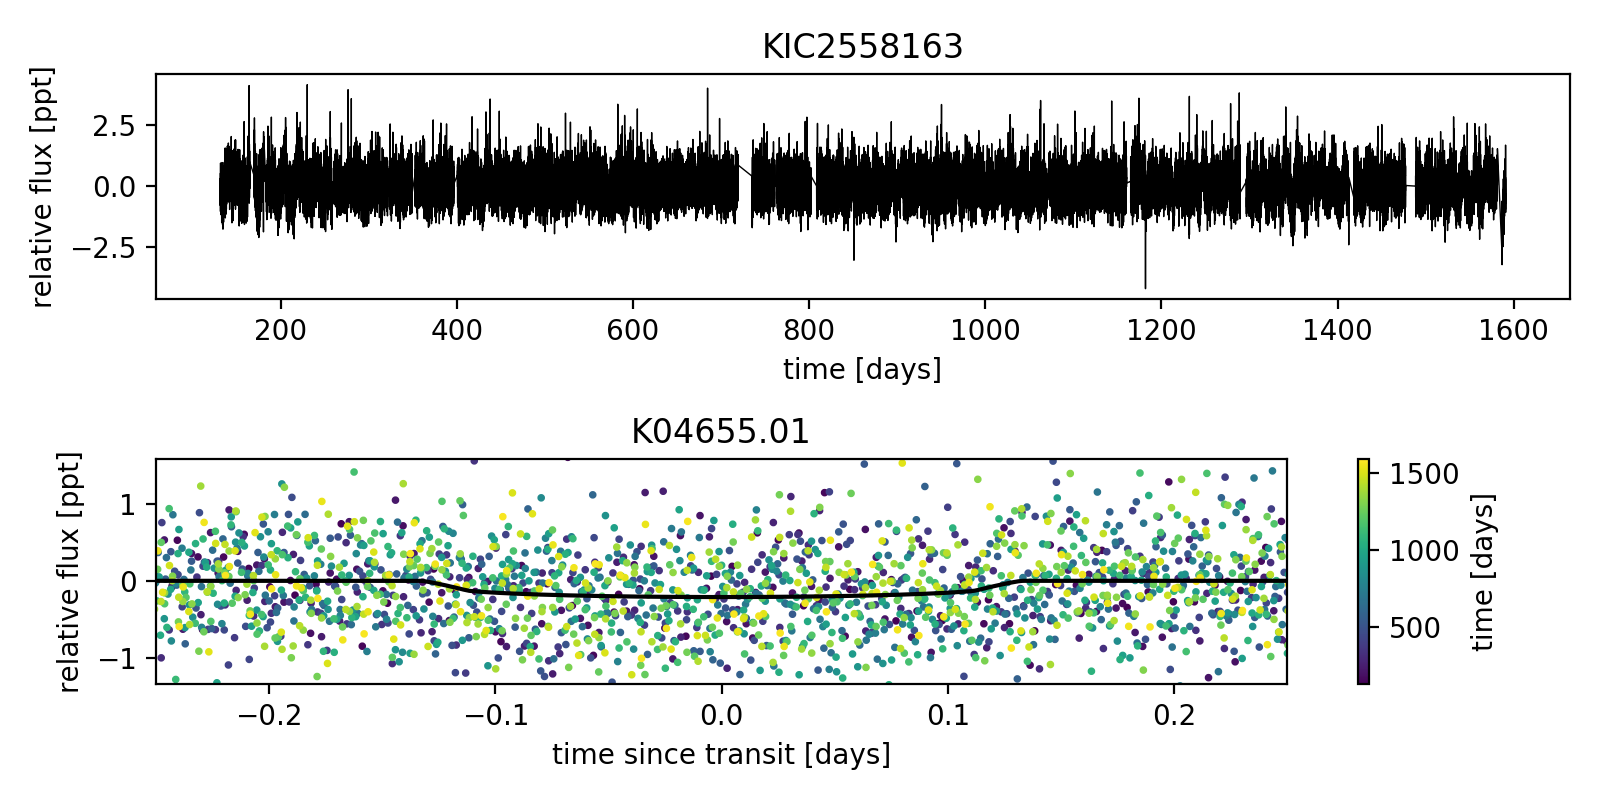 KIC2558163
relative flux [ppt]
2.5
0.0
−2.5
200 400 600 800 1000 1200 1400 1600
time [days]
K04655.01
relative flux [ppt]
1
0
−1
−0.2 −0.1 0.0 0.1 0.2
time since transit [days]
1500
1000
500
time [days]